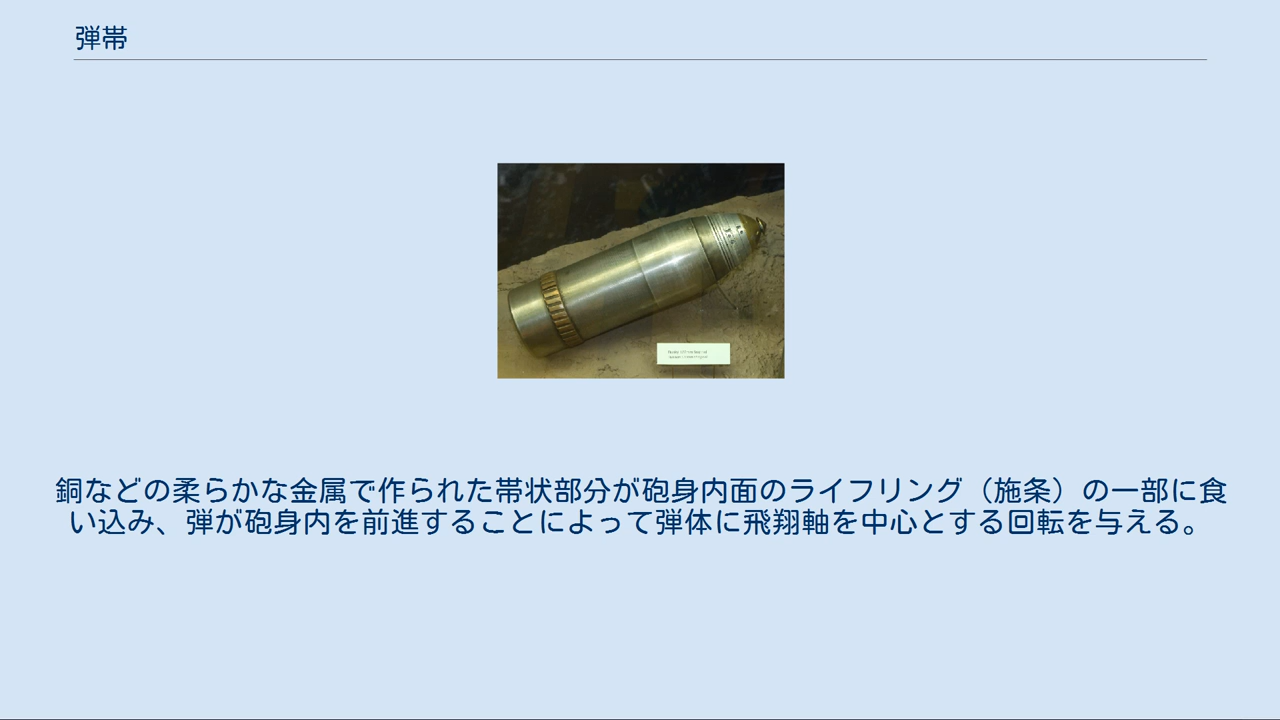 弾帯
銅などの柔らかな金属で作られた帯状部分が砲身内面のライフリング（施条）の一部に食
い込み、弾が砲身内を前進することによって弾体に飛翔軸を中心とする回転を与える。